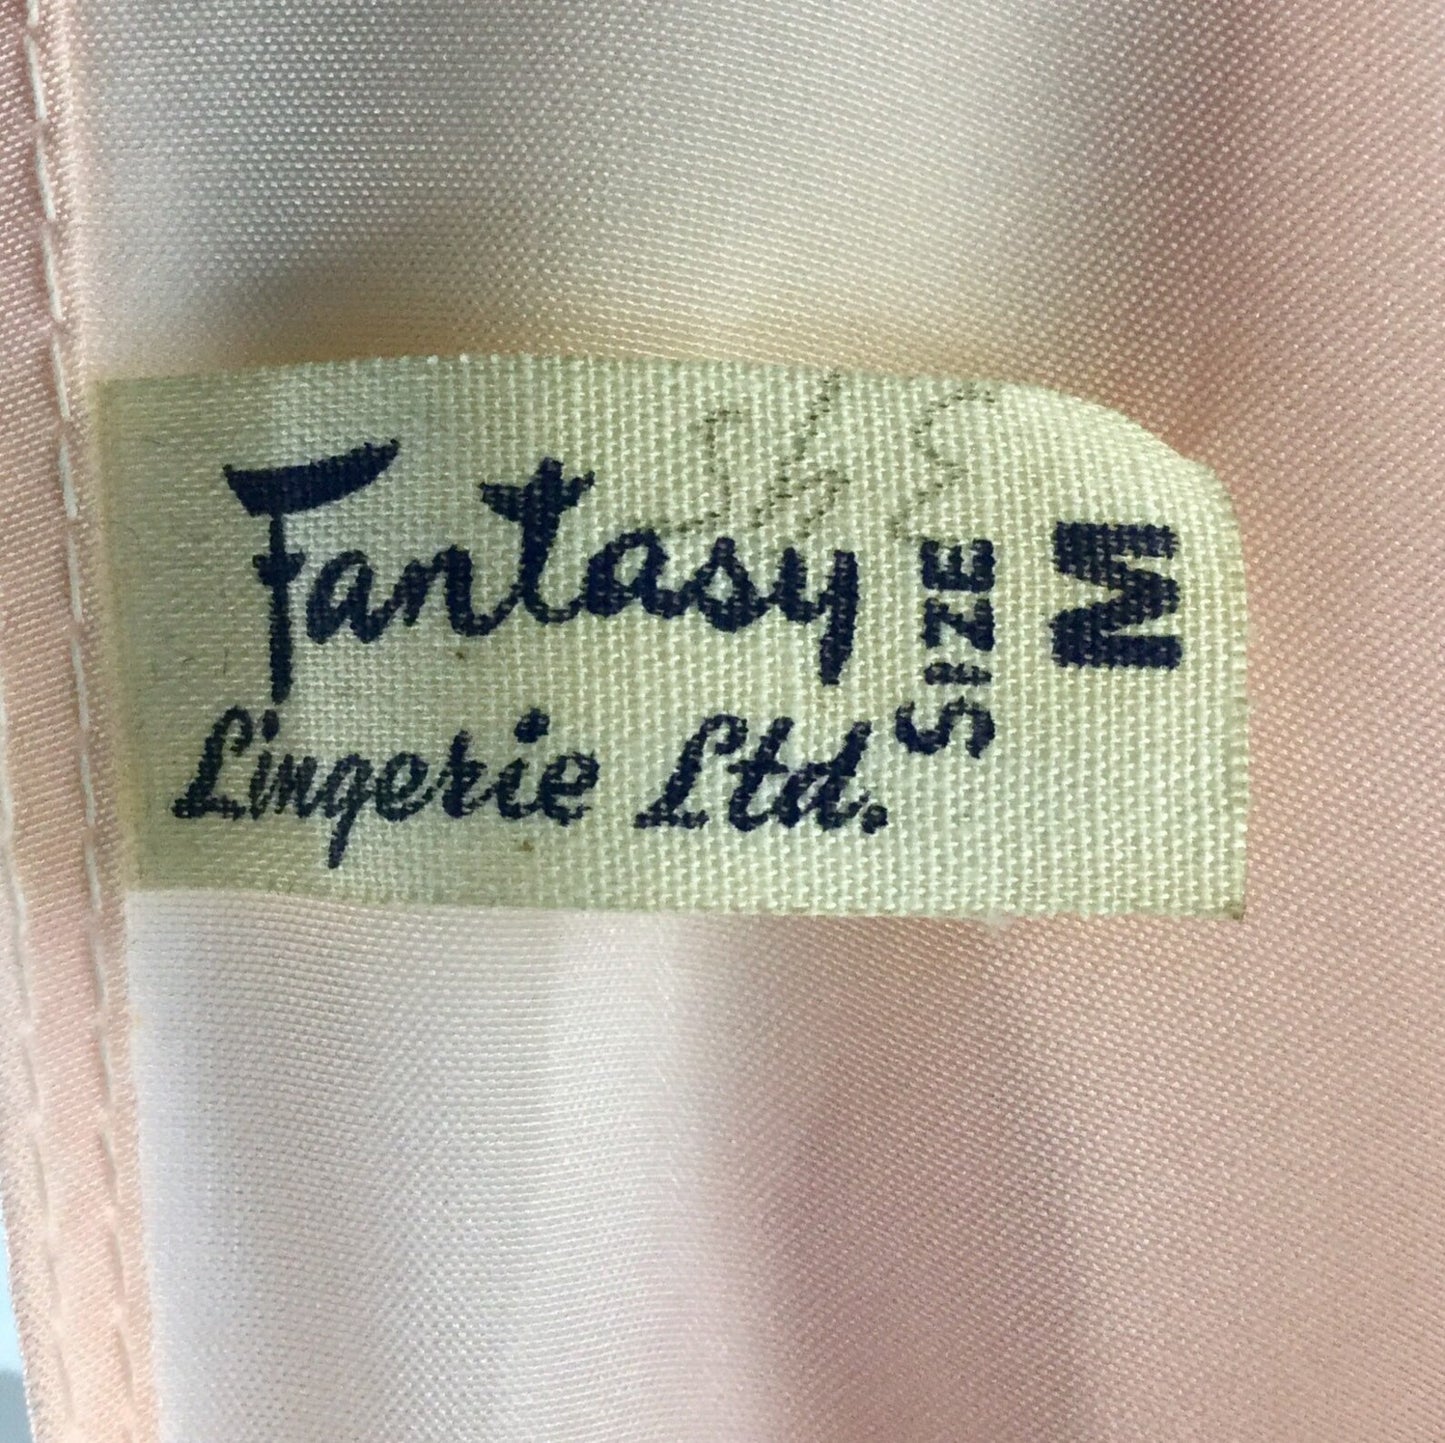 Fantasy
Lingerie Ltd.
SIZE
M